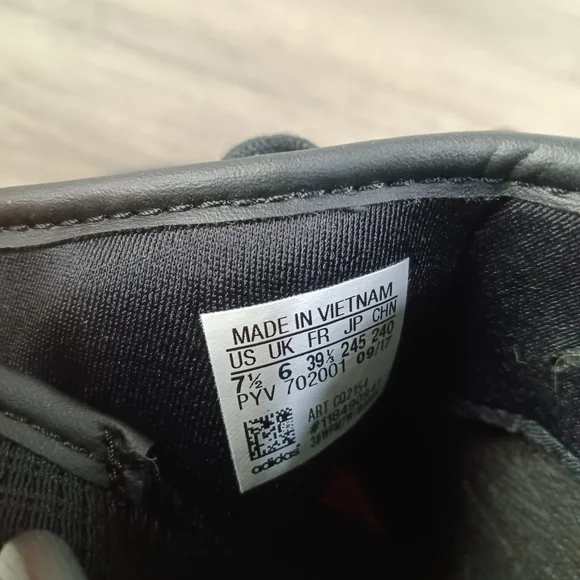 MADE IN VIETNAM
US UK FR JP CHN
7½ 6 39⅓ 245 240
PYV 702001 09/17
ART CQ2154
adidas